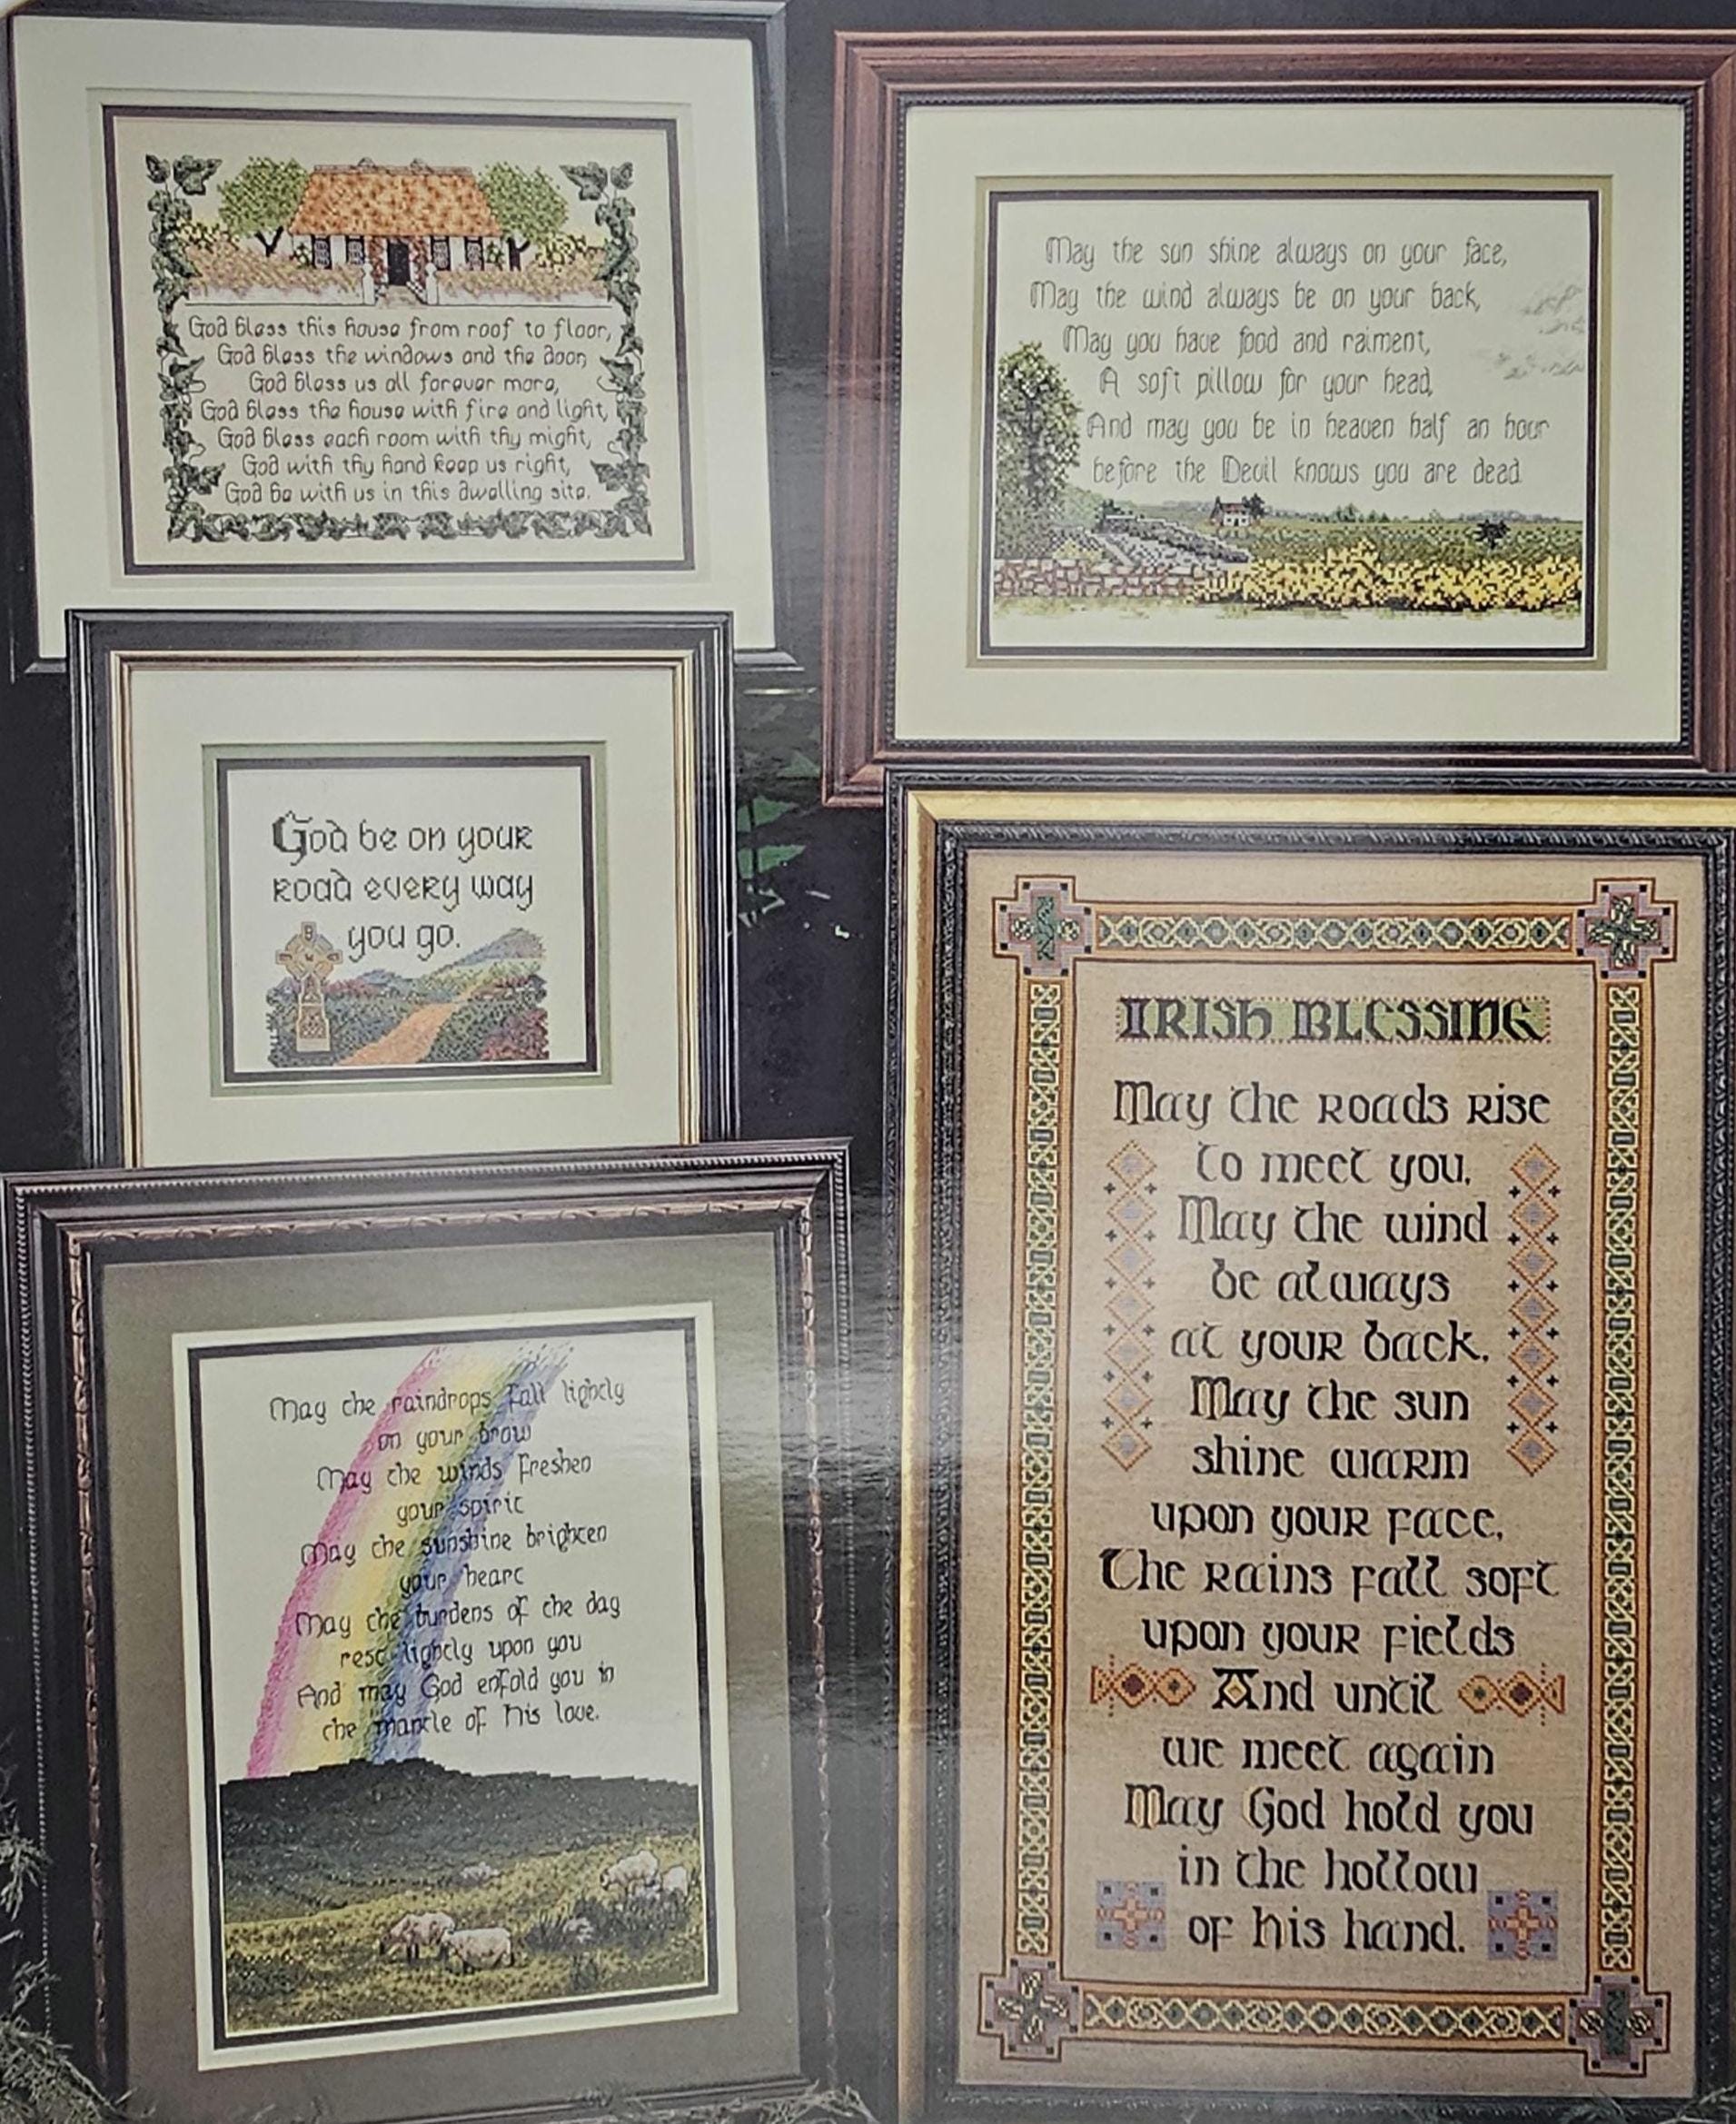 God bless this house from roof to floor,
God bless the windows and the door,
God bless us all forever more,
God bless the house with fire and light,
God bless each room with thy might,
God with thy hand keep us right,
God be with us in this dwelling site.
May the sun shine always on your face,
May the wind always be on your back,
May you have food and raiment,
A soft pillow for your head,
And may you be in heaven half an hour
before the Devil knows you are dead.
God be on your
road every way
you go.
May the raindrops fall lightly
on your brow
May the winds freshen
your spirit
May the sunshine brighten
your heart
May the burdens of the day
rest lightly upon you
And may God enfold you in
the mantle of his love.
IRISH BLESSING
May the roads rise
to meet you,
May the wind
be always
at your back,
May the sun
shine warm
upon your face,
The rains fall soft
upon your fields
And until
we meet again
May God hold you
in the hollow
of his hand.